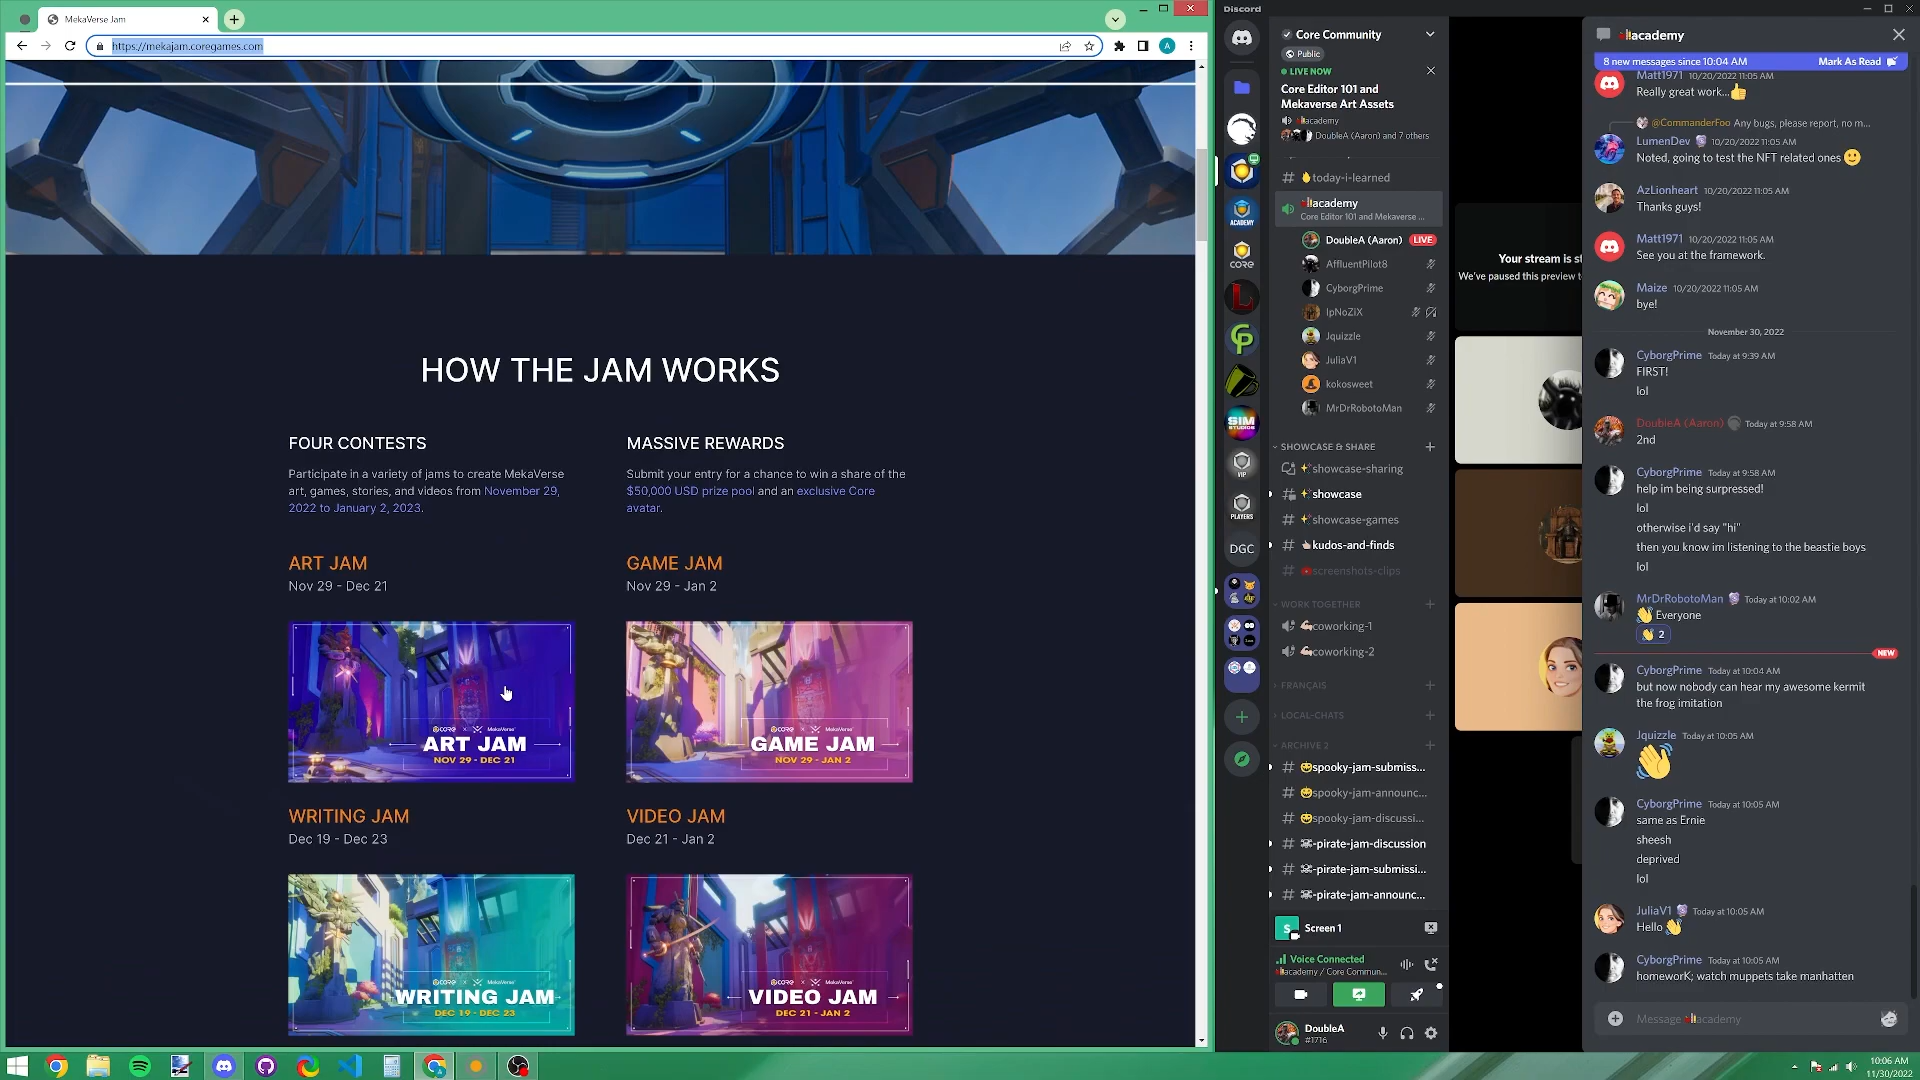 MekaVerse Jam
https://mekajam.coregames.com
HOW THE JAM WORKS
FOUR CONTESTS
Participate in a variety of jams to create MekaVerse
art, games, stories, and videos from November 29,
2022 to January 2, 2023.
MASSIVE REWARDS
Submit your entry for a chance to win a share of the
$50,000 USD prize pool and an exclusive Core
avatar.
ART JAM
Nov 29 - Dec 21
GAME JAM
Nov 29 - Jan 2
CORE MekaVerse
ART JAM
NOV 29 - DEC 21
CORE MekaVerse
GAME JAM
NOV 29 - JAN 2
WRITING JAM
Dec 19 - Dec 23
VIDEO JAM
Dec 21 - Jan 2
CORE MekaVerse
WRITING JAM
DEC 19 - DEC 23
CORE MekaVerse
VIDEO JAM
DEC 21 - JAN 2
Discord
ACADEMY
CORE
SIM
STUDIOS
VIP
PLAYERS
DGC
Core Community
Public
LIVE NOW
Core Editor 101 and
Mekaverse Art Assets
academy
DoubleA (Aaron) and 7 others
today-i-learned
academy
Core Editor 101 and Mekaverse ...
DoubleA (Aaron) LIVE
AffluentPilot8
CyborgPrime
IpNoZiX
Jquizzle
JuliaV1
kokosweet
MrDrRobotoMan
SHOWCASE & SHARE
showcase-sharing
showcase
showcase-games
kudos-and-finds
screenshots-clips
WORK TOGETHER
coworking-1
coworking-2
FRANÇAIS
LOCAL-CHATS
ARCHIVE 2
spooky-jam-submiss...
spooky-jam-announc...
spooky-jam-discussi...
-pirate-jam-discussion
-pirate-jam-submissi...
-pirate-jam-announc...
Screen 1
Voice Connected
academy / Core Commun...
DoubleA
#1716
Your stream is st
We've paused this preview t
academy
8 new messages since 10:04 AM Mark As Read
Matt1971 10/20/2022 11:05 AM
Really great work...
@CommanderFoo Any bugs, please report, no m...
LumenDev 10/20/2022 11:05 AM
Noted, going to test the NFT related ones
AzLionheart 10/20/2022 11:05 AM
Thanks guys!
Matt1971 10/20/2022 11:05 AM
See you at the framework.
Maize 10/20/2022 11:05 AM
bye!
November 30, 2022
CyborgPrime Today at 9:39 AM
FIRST!
lol
DoubleA (Aaron) Today at 9:58 AM
2nd
CyborgPrime Today at 9:58 AM
help im being surpressed!
lol
otherwise i'd say "hi"
then you know im listening to the beastie boys
lol
MrDrRobotoMan Today at 10:02 AM
Everyone
2
NEW
CyborgPrime Today at 10:04 AM
but now nobody can hear my awesome kermit
the frog imitation
Jquizzle Today at 10:05 AM
CyborgPrime Today at 10:05 AM
same as Ernie
sheesh
deprived
lol
JuliaV1 Today at 10:05 AM
Hello
CyborgPrime Today at 10:05 AM
homeworK; watch muppets take manhatten
Message academy
10:06 AM
11/30/2022